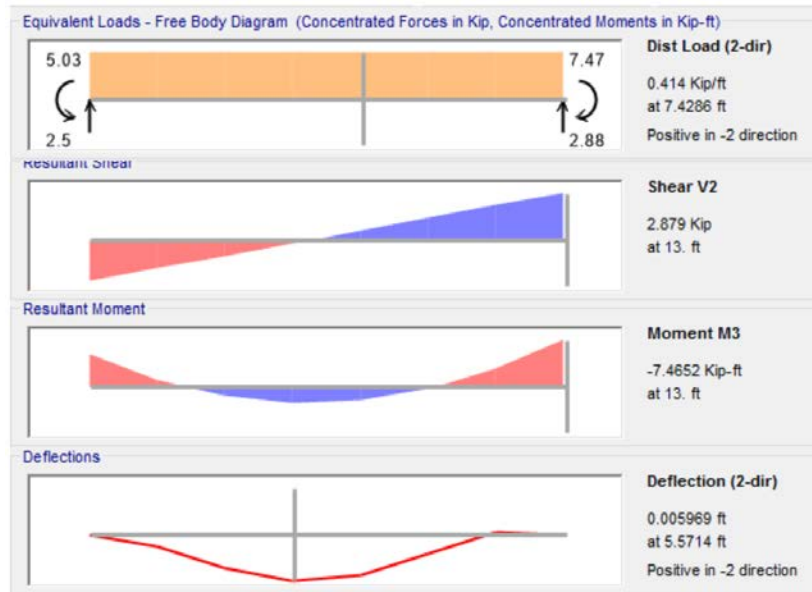 Equivalent Loads - Free Body Diagram (Concentrated Forces in Kip, Concentrated Moments in Kip-ft)
5.03
7.47
2.5
2.88
Dist Load (2-dir)
0.414 Kip/ft
at 7.4286 ft
Positive in -2 direction
Resultant Shear
Shear V2
2.879 Kip
at 13. ft
Resultant Moment
Moment M3
-7.4652 Kip-ft
at 13. ft
Deflections
Deflection (2-dir)
0.005969 ft
at 5.5714 ft
Positive in -2 direction